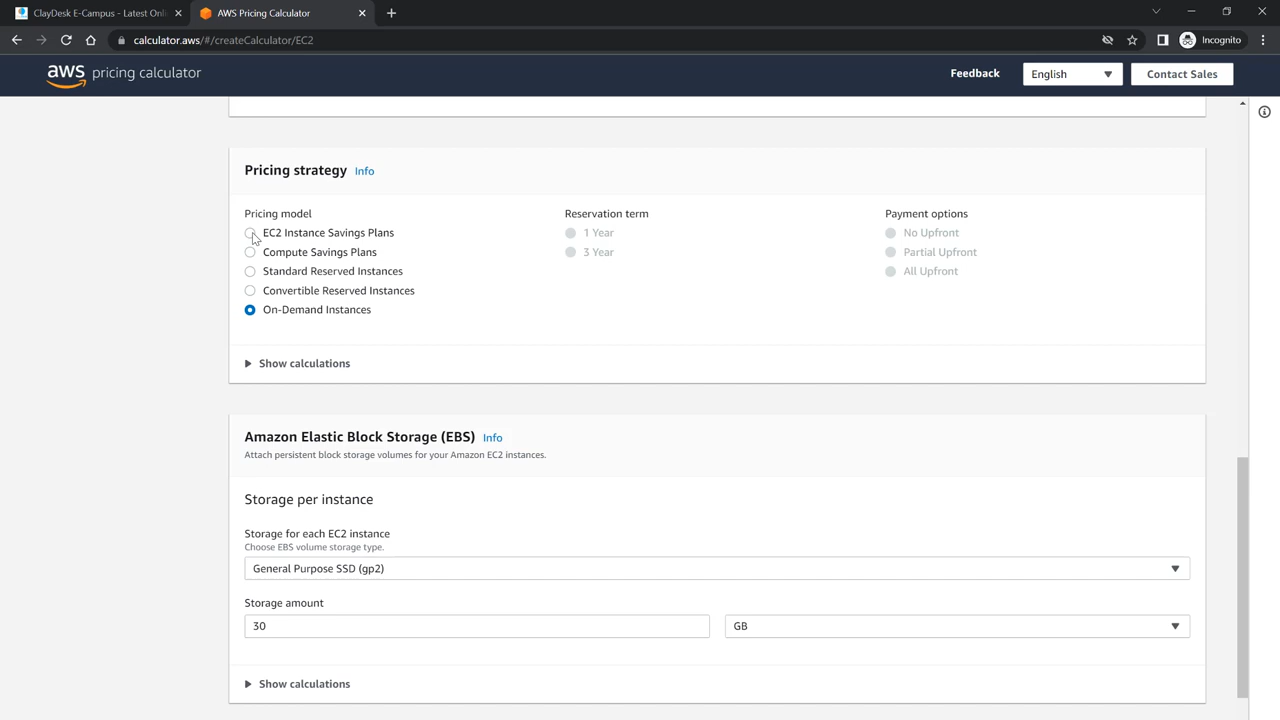 ClayDesk E-Campus - Latest Onli
AWS Pricing Calculator
calculator.aws/#/createCalculator/EC2
Incognito
aws pricing calculator
Feedback
English
Contact Sales
Pricing strategy Info
Pricing model
EC2 Instance Savings Plans
Compute Savings Plans
Standard Reserved Instances
Convertible Reserved Instances
On-Demand Instances
Reservation term
1 Year
3 Year
Payment options
No Upfront
Partial Upfront
All Upfront
Show calculations
Amazon Elastic Block Storage (EBS) Info
Attach persistent block storage volumes for your Amazon EC2 instances.
Storage per instance
Storage for each EC2 instance
Choose EBS volume storage type.
General Purpose SSD (gp2)
Storage amount
30
GB
Show calculations